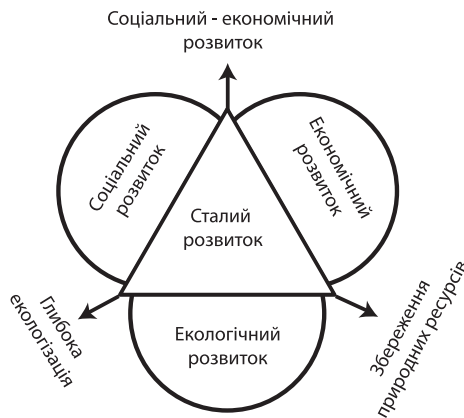 Соціальний - економічний
розвиток
Соціальний
розвиток
Економічний
розвиток
Сталий
розвиток
Глибока
екологізація
Екологічний
розвиток
Збереження
природних ресурсів